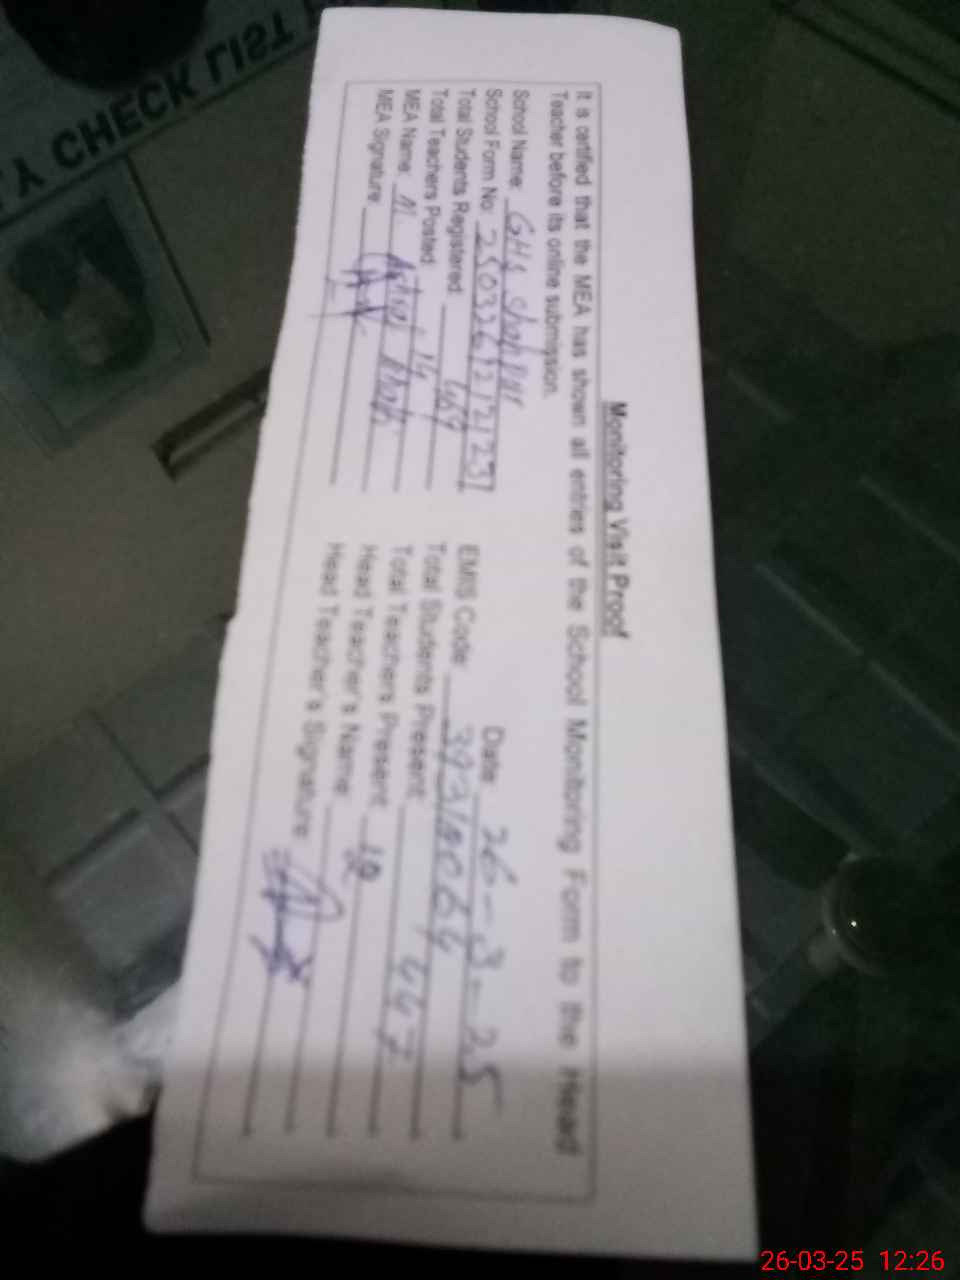 Monitoring Visit Proof
It is certified that the MEA has shown all entries of the School Monitoring Form to the Head
Teacher before its online submission.
Date 26-3-25
School Name: GHS
School Form No: EMIS Code:
Total Students Registered: 469 Total Students Present: 447
Total Teachers Posted: 14 Total Teachers Present
MEA Name: M Head Teacher's Name:
MEA Signature: Head Teacher's Signature:
CHECK LIST
26-03-25 12:26